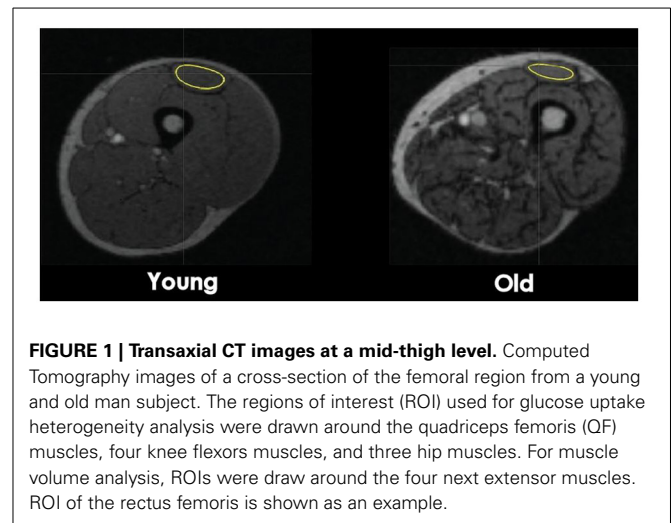 Young
Old
FIGURE 1 | Transaxial CT images at a mid-thigh level. Computed
Tomography images of a cross-section of the femoral region from a young
and old man subject. The regions of interest (ROI) used for glucose uptake
heterogeneity analysis were drawn around the quadriceps femoris (QF)
muscles, four knee flexors muscles, and three hip muscles. For muscle
volume analysis, ROIs were draw around the four next extensor muscles.
ROI of the rectus femoris is shown as an example.